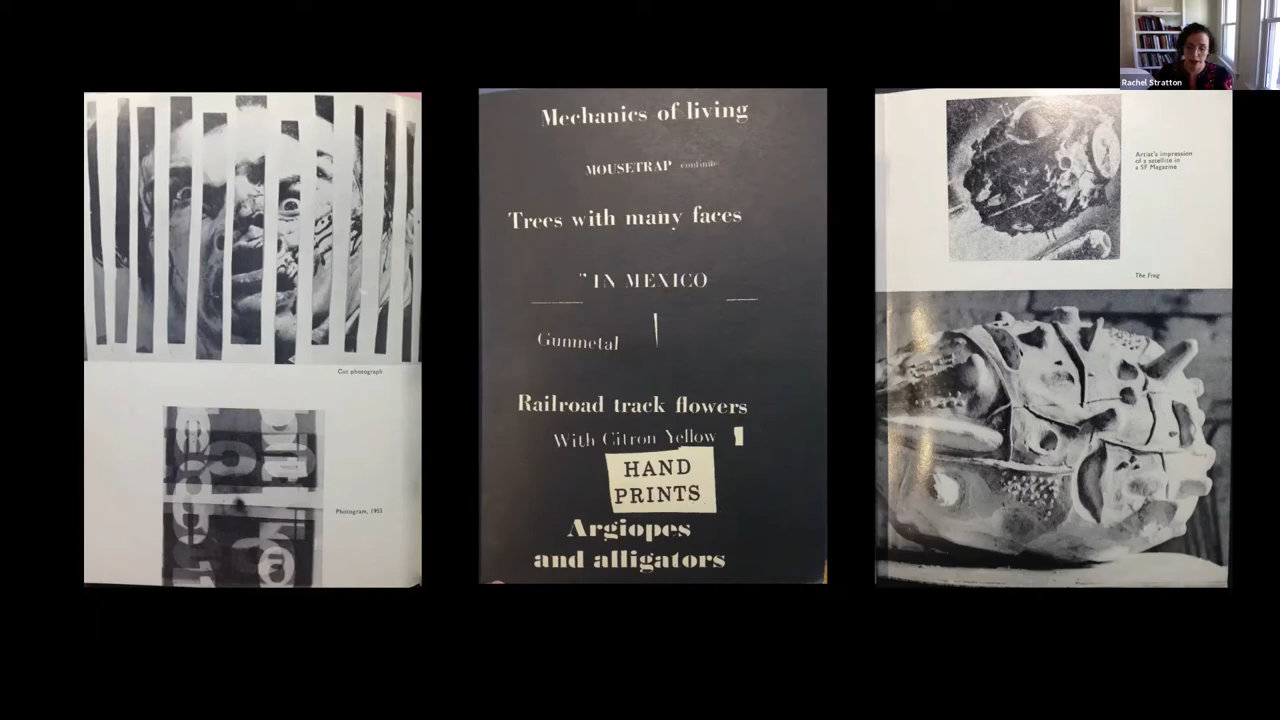 Rachel Stratton
Cut photograph
Photogram, 1953
Mechanics of living
MOUSETRAP continue
Trees with many faces
" IN MEXICO
Gunmetal
Railroad track flowers
With Citron Yellow
HAND
PRINTS
Argiopes
and alligators
Artist's impression
of a satellite in
a SF Magazine
The Frog